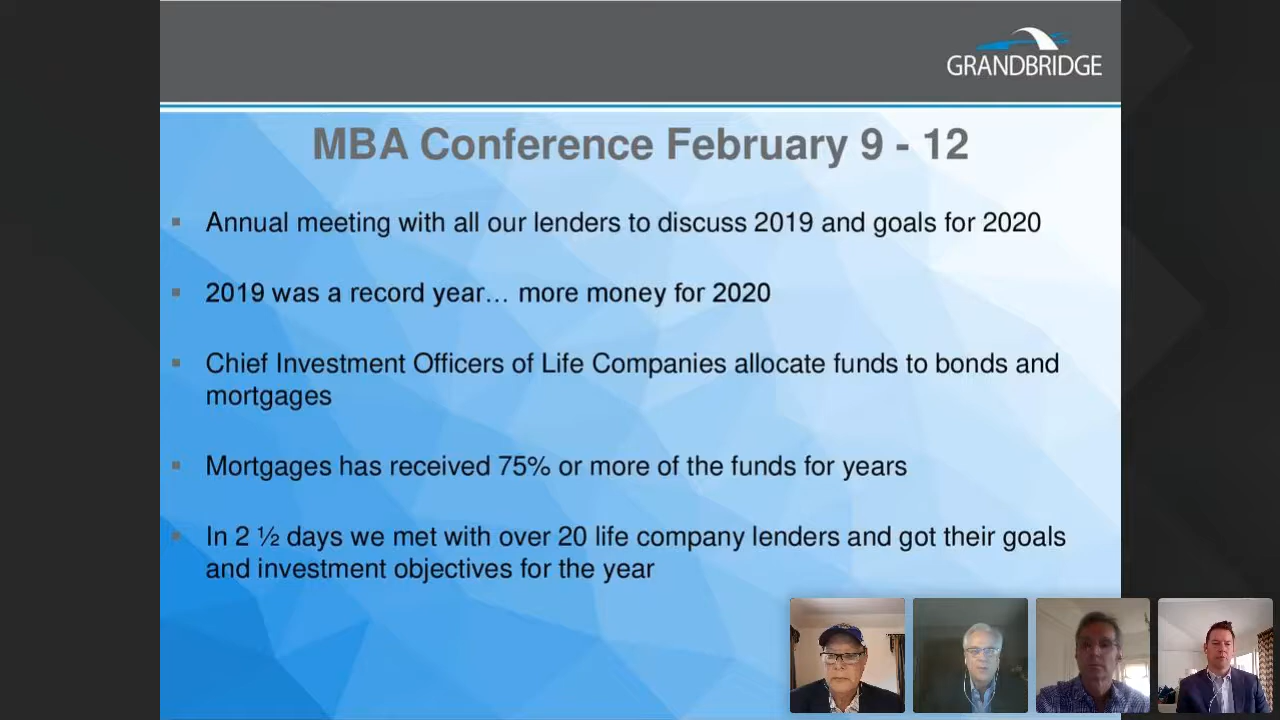 GRANDBRIDGE
MBA Conference February 9 - 12
Annual meeting with all our lenders to discuss 2019 and goals for 2020
2019 was a record year… more money for 2020
Chief Investment Officers of Life Companies allocate funds to bonds and
mortgages
Mortgages has received 75% or more of the funds for years
In 2 ½ days we met with over 20 life company lenders and got their goals
and investment objectives for the year